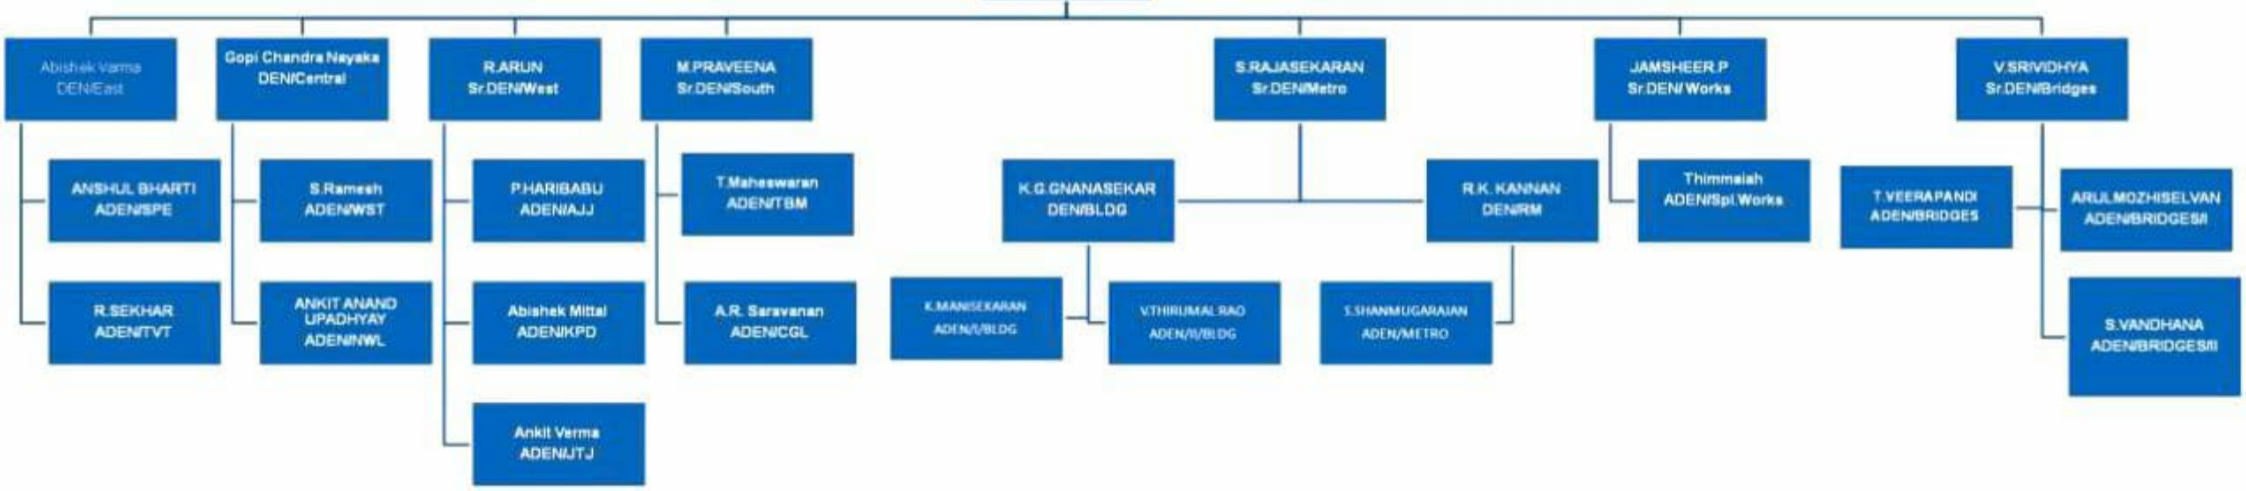 Abishek Varma
DEN/East
Gopi Chandra Nayaka
DEN/Central
R.ARUN
Sr.DEN/West
M.PRAVEENA
Sr.DEN/South
S.RAJASEKARAN
Sr.DEN/Metro
JAMSHEER.P
Sr.DEN/ Works
V.SRIVIDHYA
Sr.DEN/Bridges
ANSHUL BHARTI
ADEN/SPE
S.Ramesh
ADEN/WST
P.HARIBABU
ADEN/AJJ
T.Maheswaran
ADEN/TBM
K.G.GNANASEKAR
DEN/BLDG
R.K. KANNAN
DEN/RM
Thimmaiah
ADEN/Spl.Works
T.VEERAPANDI
ADEN/BRIDGES
ARULMOZHISELVAN
ADEN/BRIDGES/I
R.SEKHAR
ADEN/TVT
ANKIT ANAND
UPADHYAY
ADEN/NWL
Abishek Mittal
ADEN/KPD
A.R. Saravanan
ADEN/CGL
K.MANISEKARAN
ADEN/I/BLDG
V.THIRUMAL RAO
ADEN/II/BLDG
S.SHANMUGARAJAN
ADEN/METRO
S.VANDHANA
ADEN/BRIDGES/II
Ankit Verma
ADEN/JTJ